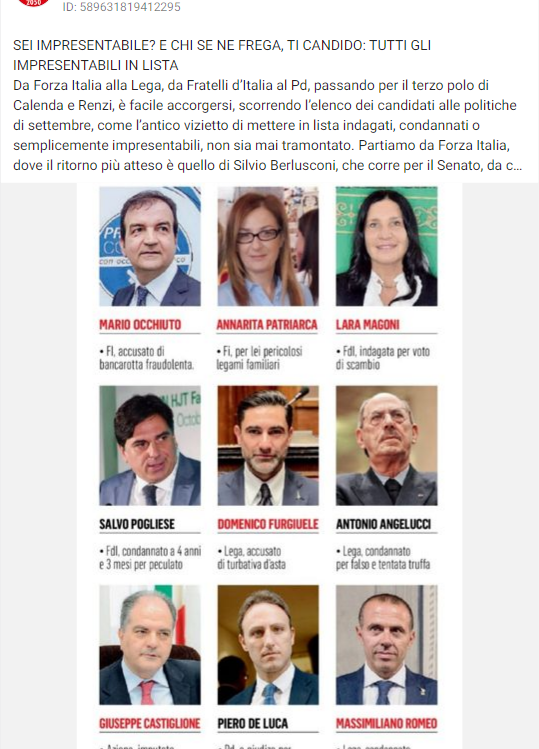 2050
ID: 589631819412295
SEI IMPRESENTABILE? E CHI SE NE FREGA, TI CANDIDO: TUTTI GLI
IMPRESENTABILI IN LISTA
Da Forza Italia alla Lega, da Fratelli d’Italia al Pd, passando per il terzo polo di
Calenda e Renzi, è facile accorgersi, scorrendo l’elenco dei candidati alle politiche
di settembre, come l’antico vizietto di mettere in lista indagati, condannati o
semplicemente impresentabili, non sia mai tramontato. Partiamo da Forza Italia,
dove il ritorno più atteso è quello di Silvio Berlusconi, che corre per il Senato, da c...
MARIO OCCHIUTO
• FI, accusato di
bancarotta fraudolenta.
ANNARITA PATRIARCA
• Fi, per lei pericolosi
legami familiari
LARA MAGONI
• FdI, indagata per voto
di scambio
HJT Fa
Octob
SALVO POGLIESE
• FdI, condannato a 4 anni
e 3 mesi per peculato
DOMENICO FURGIUELE
• Lega, accusato
di turbativa d'asta
ANTONIO ANGELUCCI
• Lega, condannato
per falso e tentata truffa
GIUSEPPE CASTIGLIONE
• Azione, imputato
PIERO DE LUCA
• Pd, a giudizio per
MASSIMILIANO ROMEO
• Lega, condannato